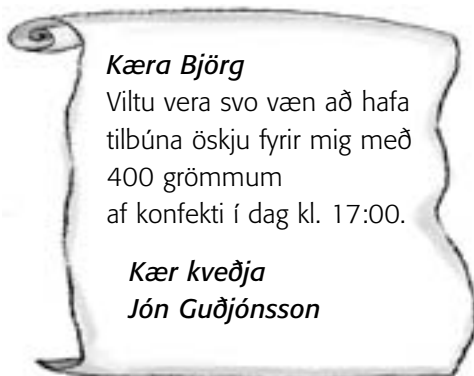 Kæra Björg
Viltu vera svo væn að hafa
tilbúna öskju fyrir mig með
400 grömmum
af konfekti í dag kl. 17:00.
Kær kveðja
Jón Guðjónsson